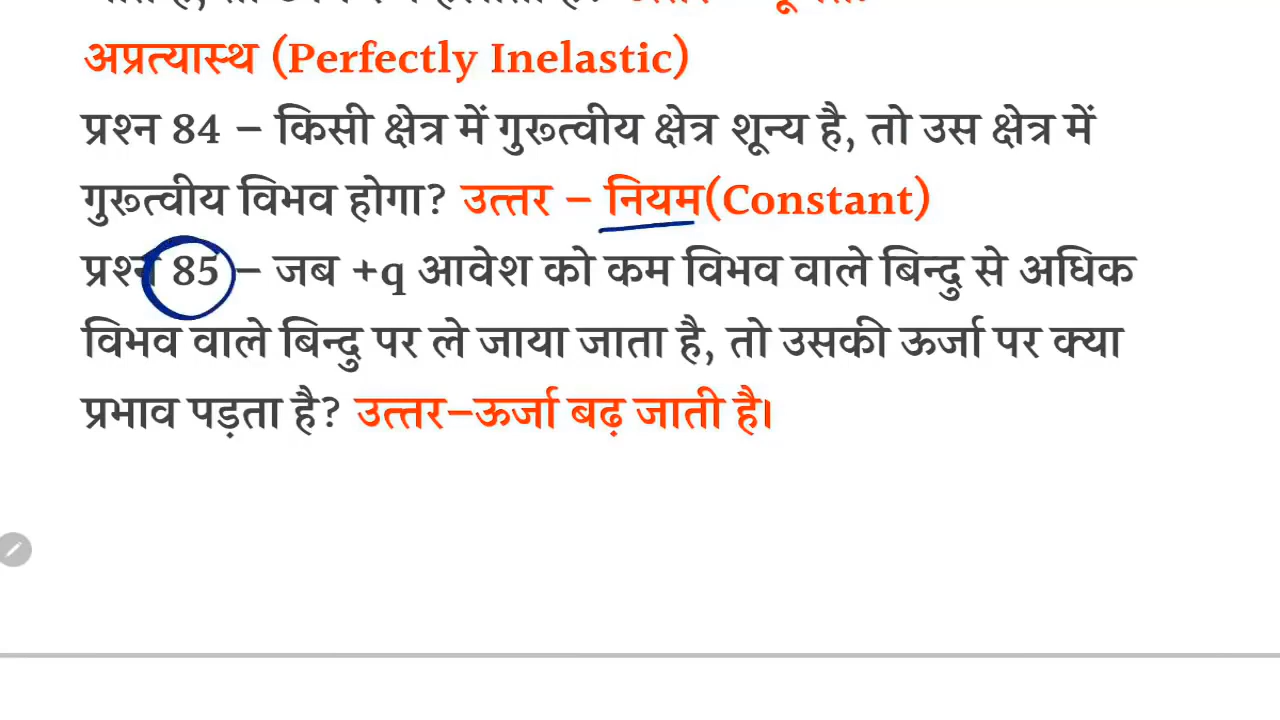 अप्रत्यास्थ (Perfectly Inelastic)
प्रश्न 84 – किसी क्षेत्र में गुरूत्वीय क्षेत्र शून्य है, तो उस क्षेत्र में
गुरूत्वीय विभव होगा? उत्तर – नियम(Constant)
प्रश्न 85 – जब +q आवेश को कम विभव वाले बिन्दु से अधिक
विभव वाले बिन्दु पर ले जाया जाता है, तो उसकी ऊर्जा पर क्या
प्रभाव पड़ता है? उत्तर–ऊर्जा बढ़ जाती है।